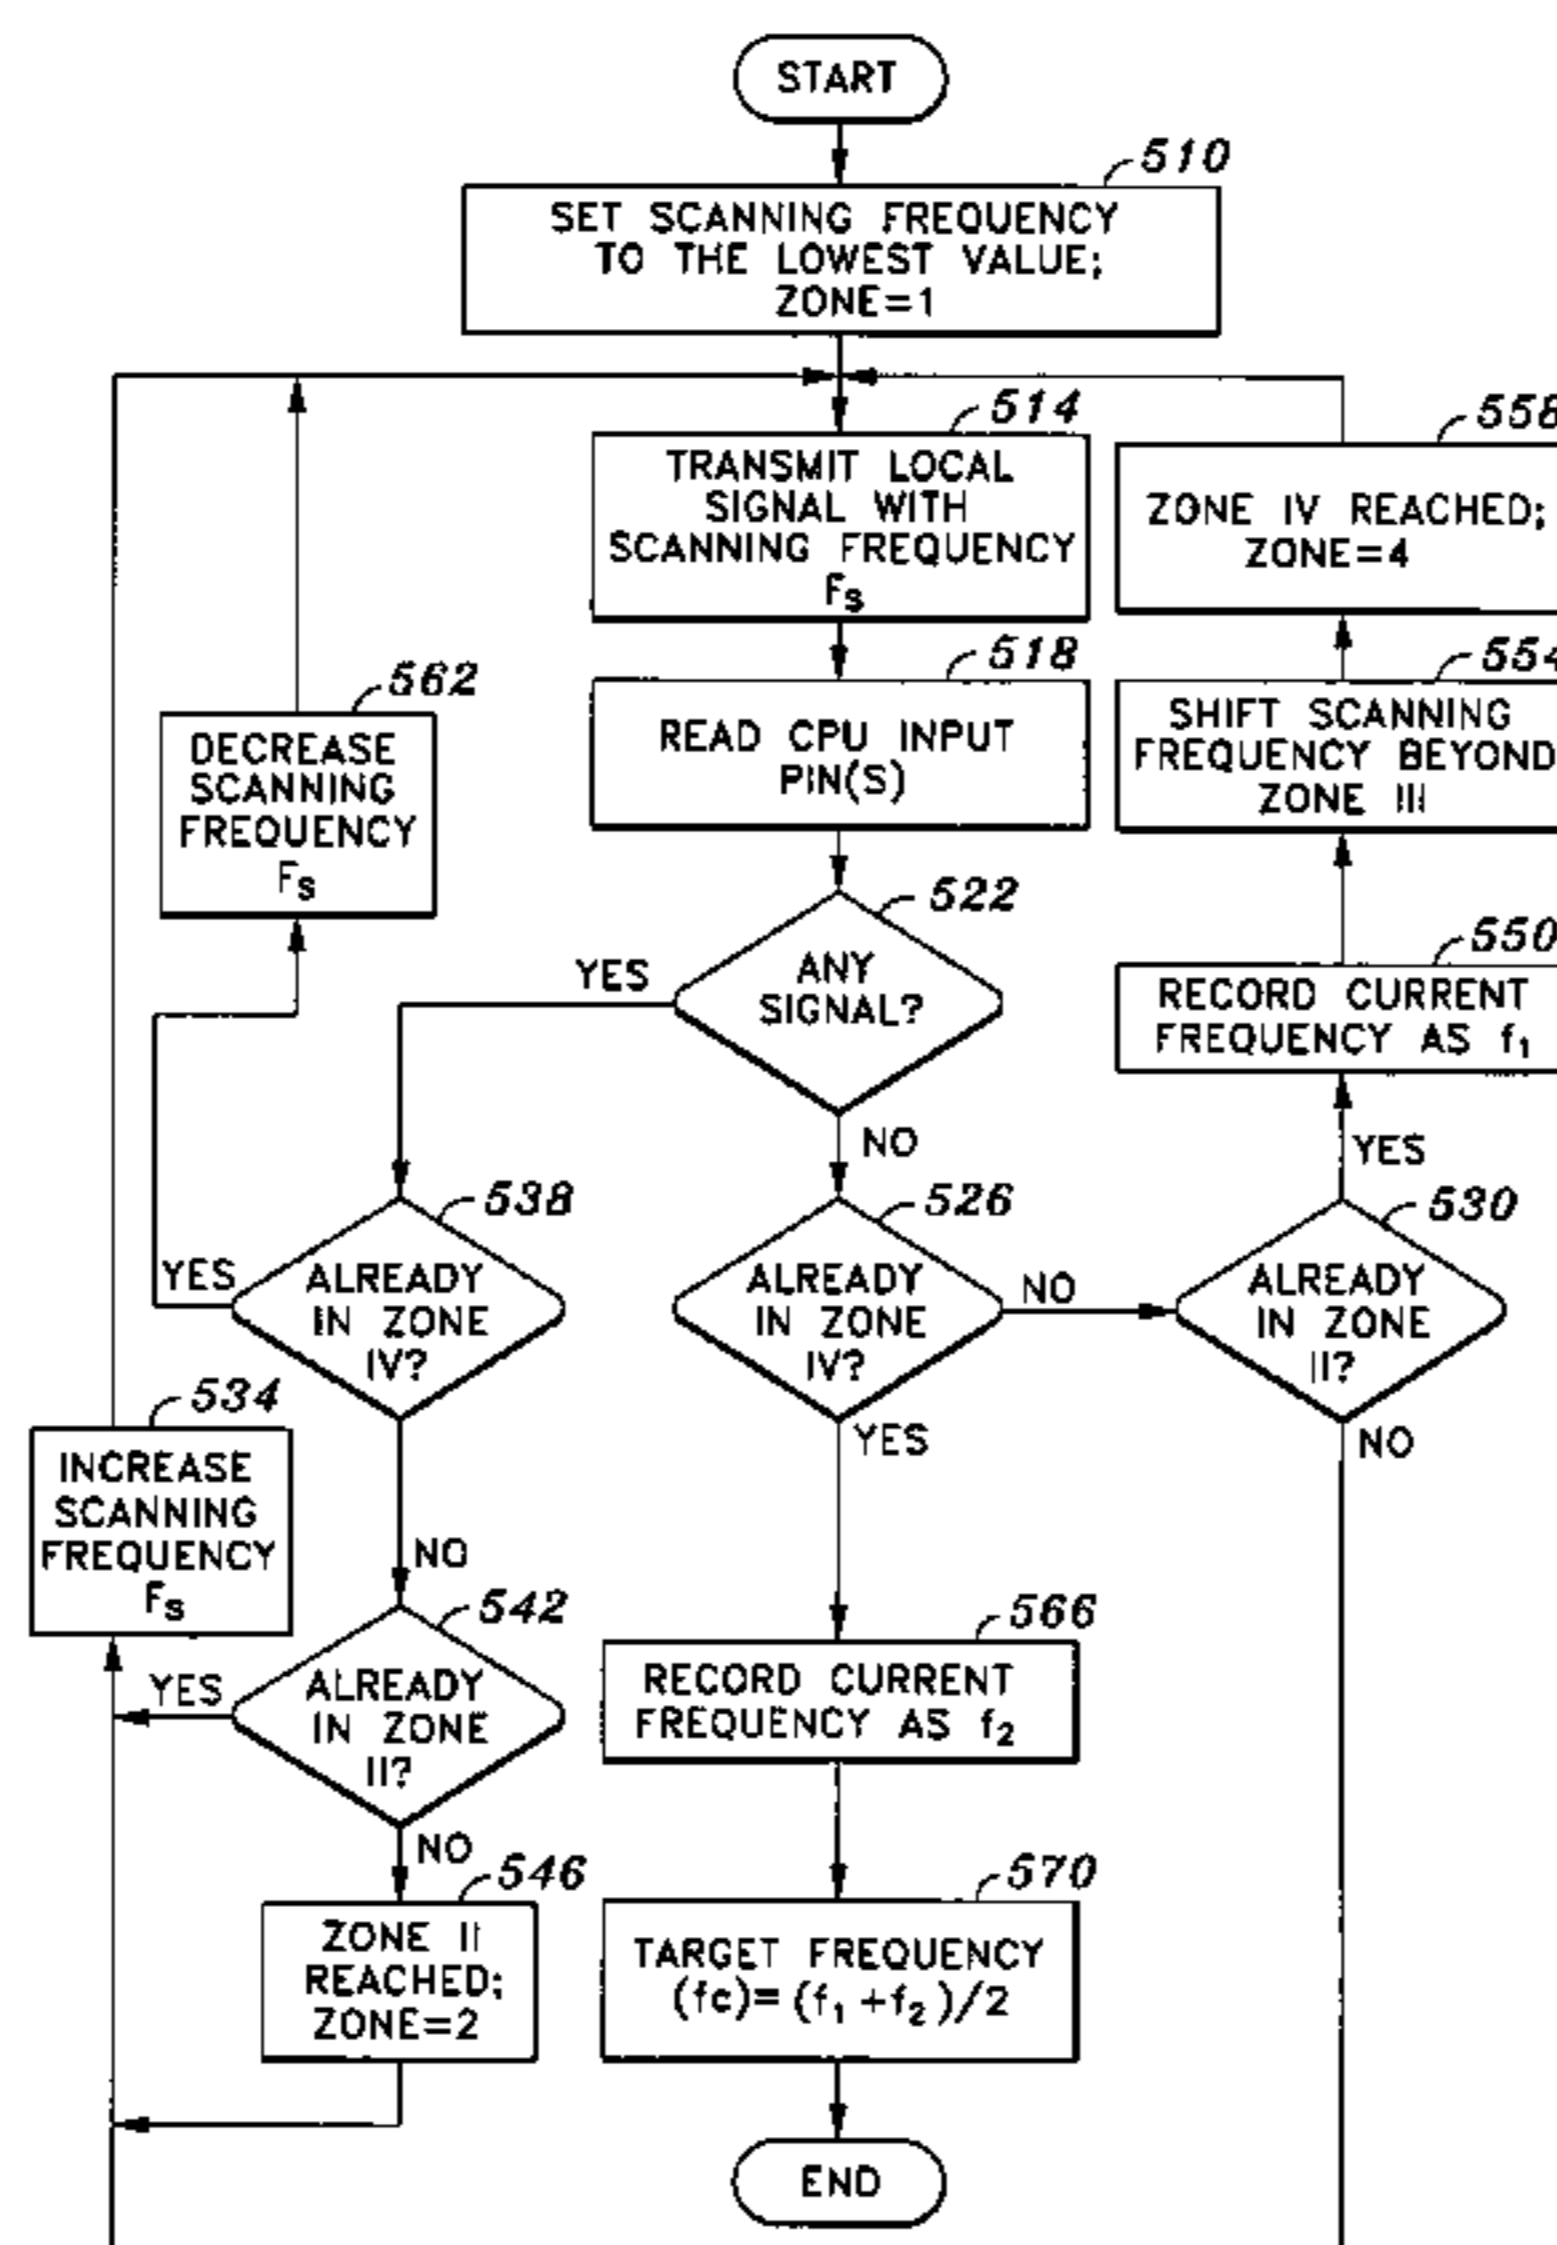 START
510
SET SCANNING FREQUENCY
TO THE LOWEST VALUE;
ZONE=1
514
TRANSMIT LOCAL
SIGNAL WITH
SCANNING FREQUENCY
Fs
558
ZONE IV REACHED;
ZONE=4
518
READ CPU INPUT
PIN(S)
554
SHIFT SCANNING
FREQUENCY BEYOND
ZONE III
562
DECREASE
SCANNING
FREQUENCY
Fs
522
ANY
SIGNAL?
YES
NO
550
RECORD CURRENT
FREQUENCY AS f1
YES
538
ALREADY
IN ZONE
IV?
YES
NO
526
ALREADY
IN ZONE
IV?
NO
YES
530
ALREADY
IN ZONE
II?
NO
534
INCREASE
SCANNING
FREQUENCY
Fs
542
ALREADY
IN ZONE
II?
YES
NO
566
RECORD CURRENT
FREQUENCY AS f2
546
ZONE II
REACHED;
ZONE=2
570
TARGET FREQUENCY
(fc)=(f1+f2)/2
END